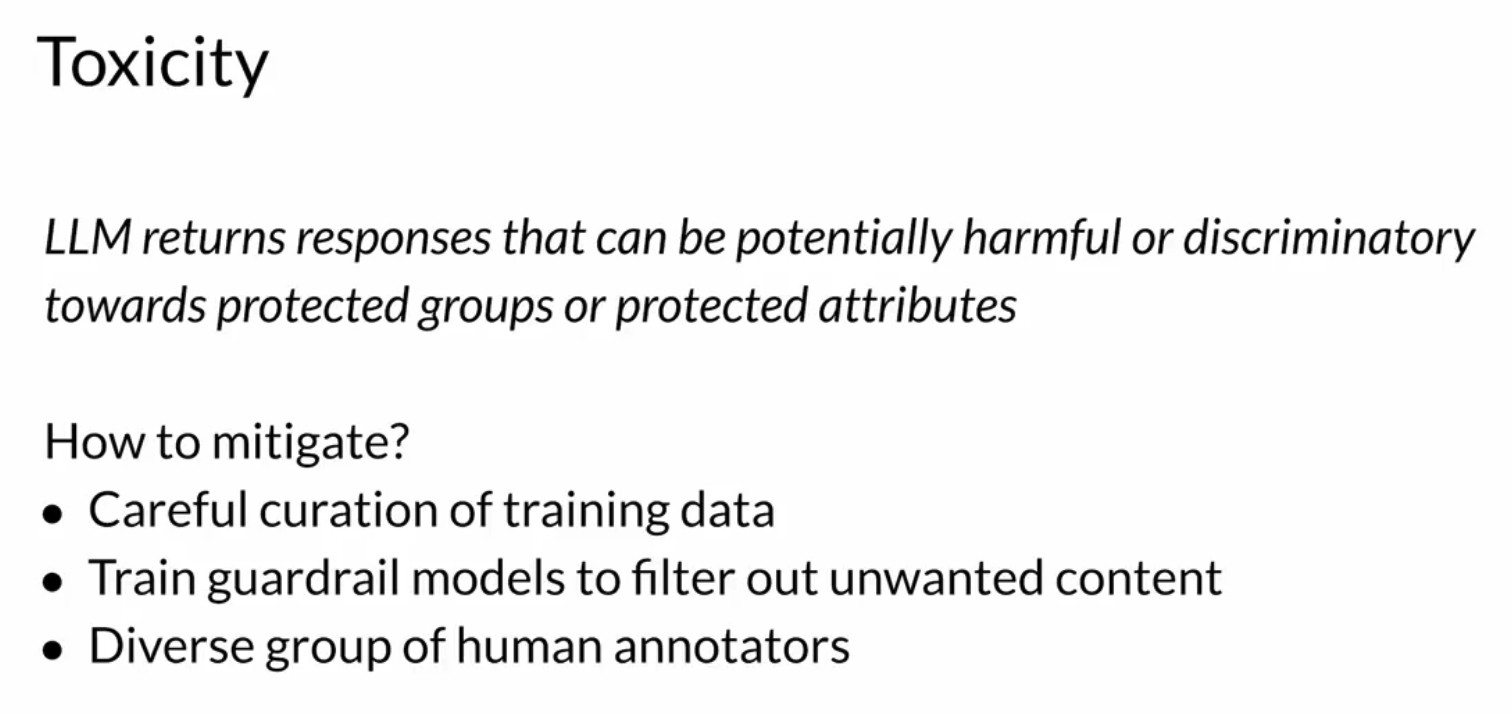 Toxicity
LLM returns responses that can be potentially harmful or discriminatory
towards protected groups or protected attributes
How to mitigate?
● Careful curation of training data
● Train guardrail models to filter out unwanted content
● Diverse group of human annotators